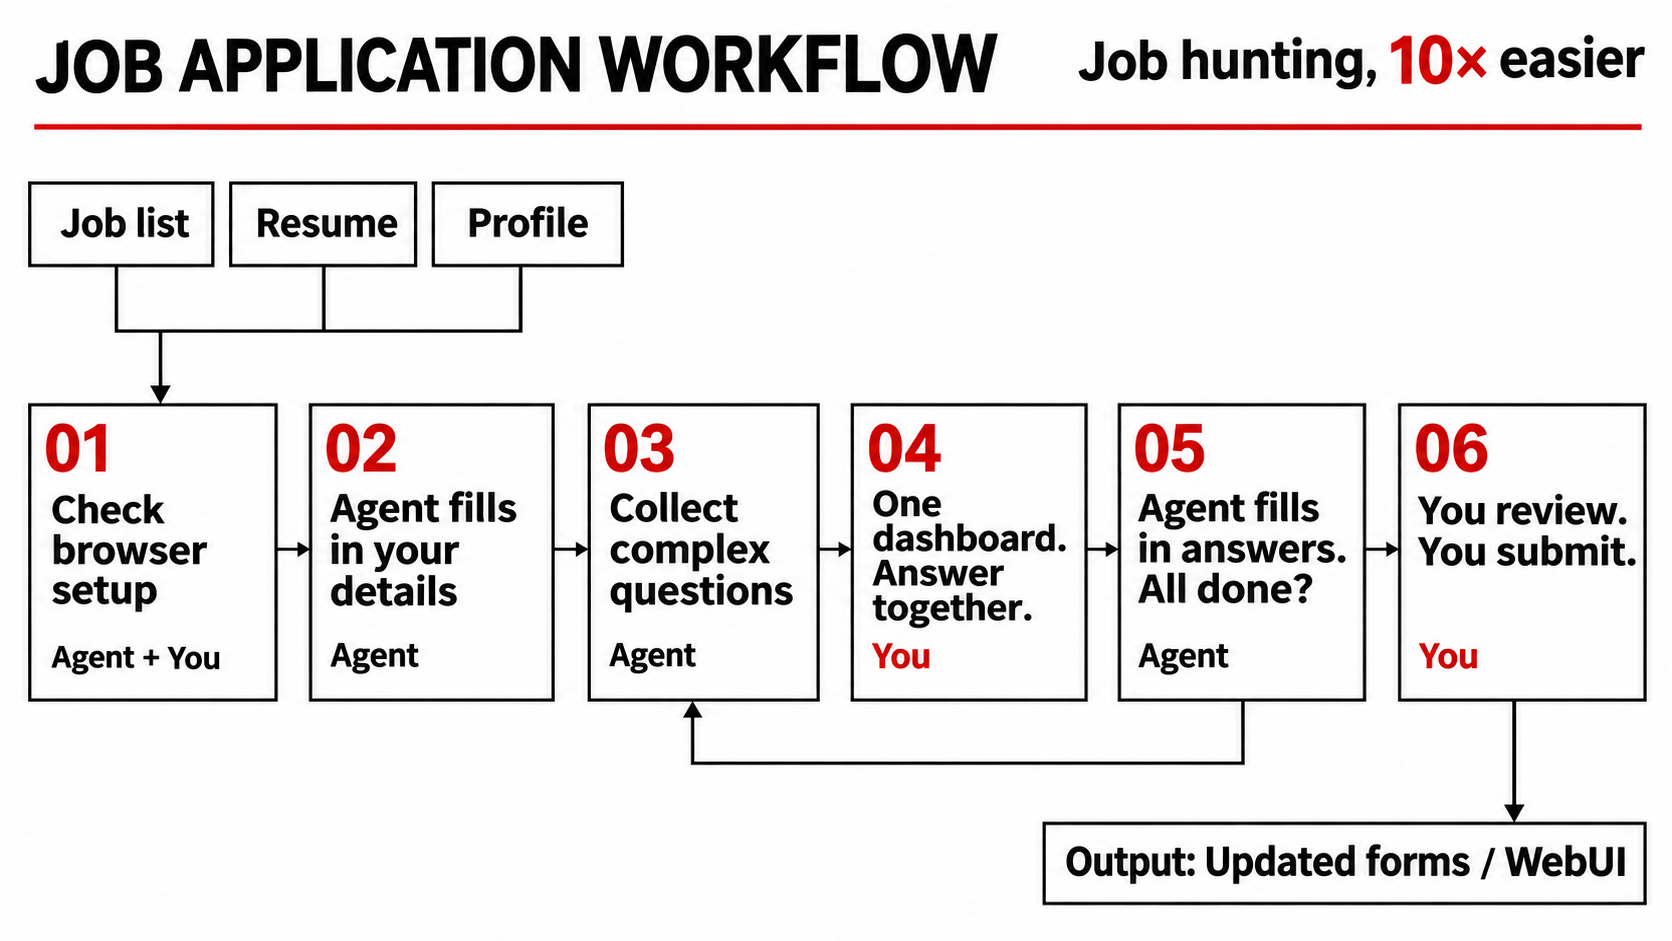 JOB APPLICATION WORKFLOW
Job hunting, 10× easier
Job list
Resume
Profile
01
Check
browser
setup
Agent + You
02
Agent fills
in your
details
Agent
03
Collect
complex
questions
Agent
04
One
dashboard.
Answer
together.
You
05
Agent fills
in answers.
All done?
Agent
06
You review.
You submit.
You
Output: Updated forms / WebUI